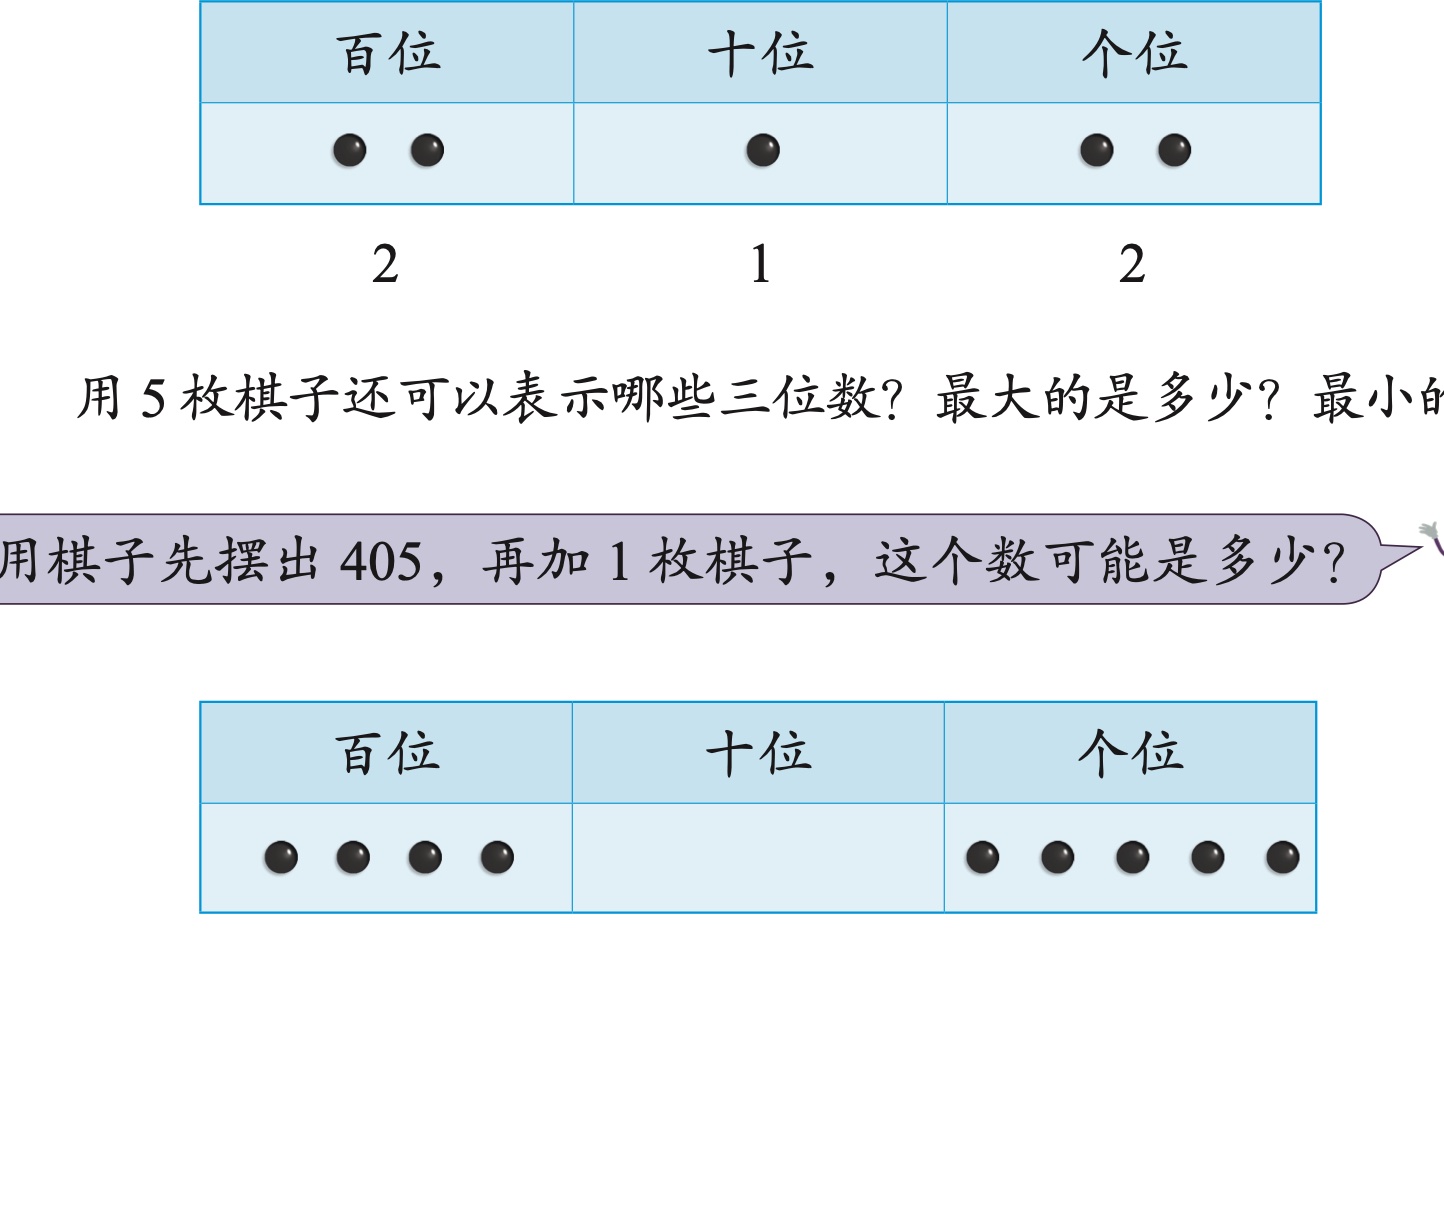 百位 十位 个位
2 1 2
用 5 枚棋子还可以表示哪些三位数？最大的是多少？最小的
用棋子先摆出 405，再加 1 枚棋子，这个数可能是多少？
百位 十位 个位